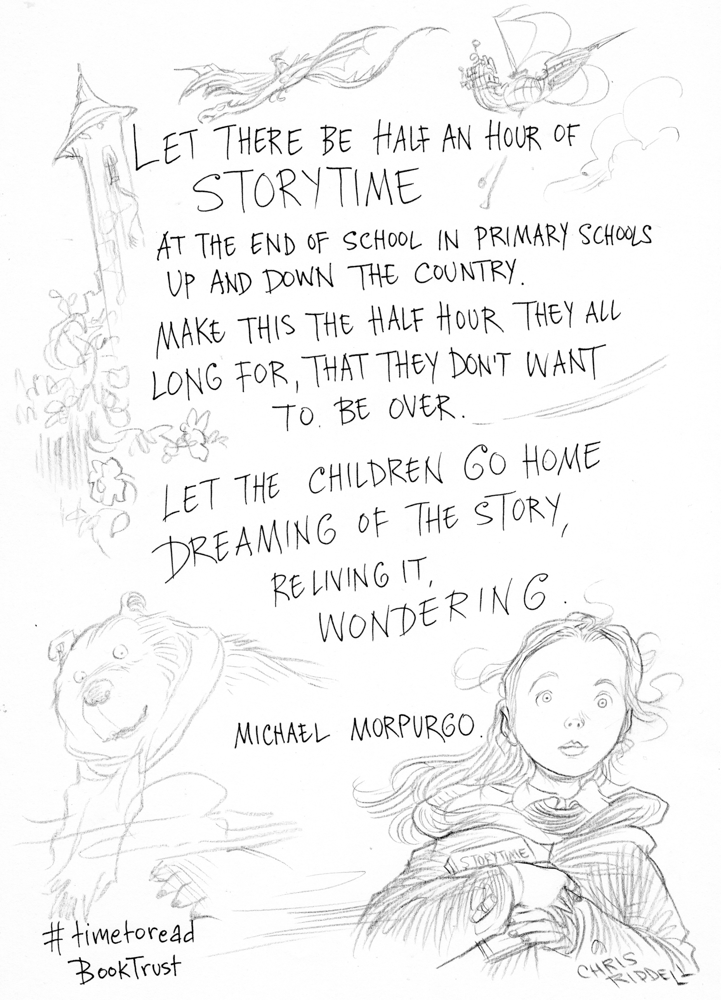 LET THERE BE HALF AN HOUR OF
STORYTIME
AT THE END OF SCHOOL IN PRIMARY SCHOOLS
UP AND DOWN THE COUNTRY.
MAKE THIS THE HALF HOUR THEY ALL
LONG FOR, THAT THEY DON'T WANT
TO. BE OVER.
LET THE CHILDREN GO HOME
DREAMING OF THE STORY,
RELIVING IT,
WONDERING.
MICHAEL MORPURGO.
STORYTIME
#timetoread
BookTrust
CHRIS
RIDDELL